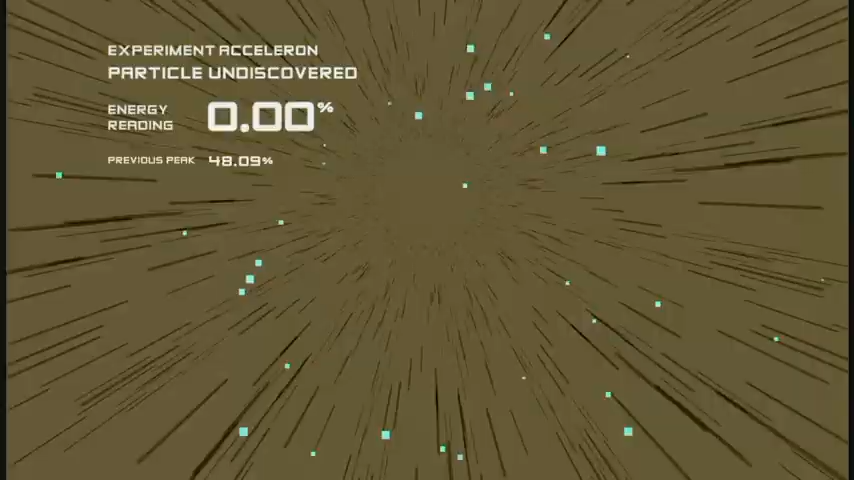 EXPERIMENT ACCELERON
PARTICLE UNDISCOVERED
ENERGY READING 0.00%
PREVIOUS PEAK 48.09%